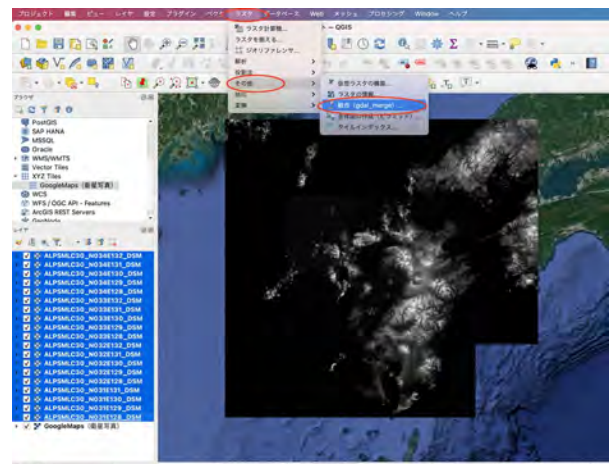 プロジェクト 編集 ビュー レイヤ 設定 プラグイン ベクタ ラスタ データベース Web メッシュ プロセシング Window ヘルプ
— QGIS
ラスタ計算機...
ラスタを揃える...
ジオリファレンサ...
解析
投影法
その他
変換
仮想ラスタの構築...
ラスタの情報...
結合 (gdal_merge) ...
タイルインデックス...
ブラウザ
PostGIS
SAP HANA
MSSQL
Oracle
WMS/WMTS
Vector Tiles
XYZ Tiles
GoogleMaps（衛星写真）
WCS
WFS / OGC API - Features
ArcGIS REST Servers
GeoNode
レイヤ
ALPSMLC30_N034E132_DSM
ALPSMLC30_N034E131_DSM
ALPSMLC30_N034E130_DSM
ALPSMLC30_N034E129_DSM
ALPSMLC30_N034E128_DSM
ALPSMLC30_N033E132_DSM
ALPSMLC30_N033E131_DSM
ALPSMLC30_N033E130_DSM
ALPSMLC30_N033E129_DSM
ALPSMLC30_N033E128_DSM
ALPSMLC30_N032E132_DSM
ALPSMLC30_N032E131_DSM
ALPSMLC30_N032E130_DSM
ALPSMLC30_N032E129_DSM
ALPSMLC30_N032E128_DSM
ALPSMLC30_N031E131_DSM
ALPSMLC30_N031E130_DSM
ALPSMLC30_N031E129_DSM
ALPSMLC30_N031E128_DSM
GoogleMaps（衛星写真）